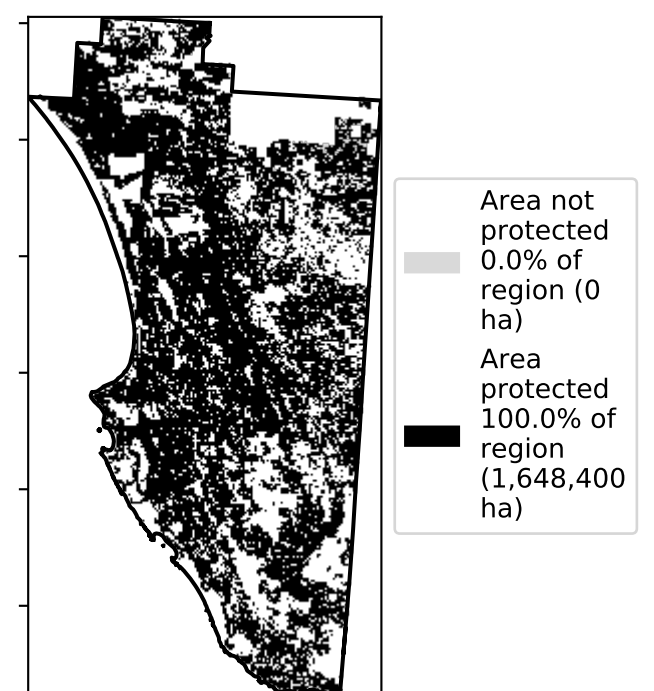 Area not
protected
0.0% of
region (0
ha)
Area
protected
100.0% of
region
(1,648,400
ha)